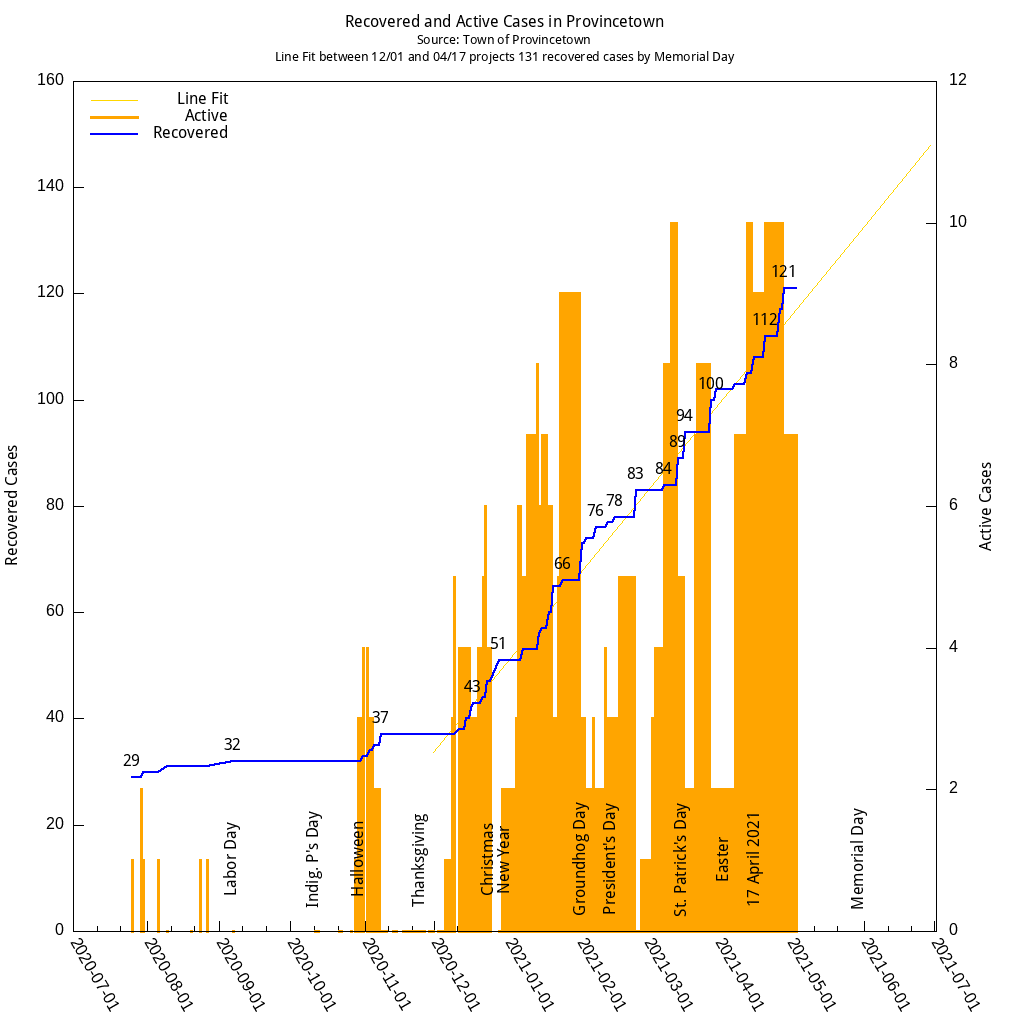 Recovered and Active Cases in Provincetown
Source: Town of Provincetown
Line Fit between 12/01 and 04/17 projects 131 recovered cases by Memorial Day
Line Fit
Active
Recovered
160
140
120
100
80
60
40
20
0
Recovered Cases
12
10
8
6
4
2
0
Active Cases
29
32
37
43
51
66
76
78
83
84
89
94
100
112
121
Labor Day
Indig. P's Day
Halloween
Thanksgiving
Christmas
New Year
Groundhog Day
President's Day
St. Patrick's Day
Easter
17 April 2021
Memorial Day
2020-07-01
2020-08-01
2020-09-01
2020-10-01
2020-11-01
2020-12-01
2021-01-01
2021-02-01
2021-03-01
2021-04-01
2021-05-01
2021-06-01
2021-07-01